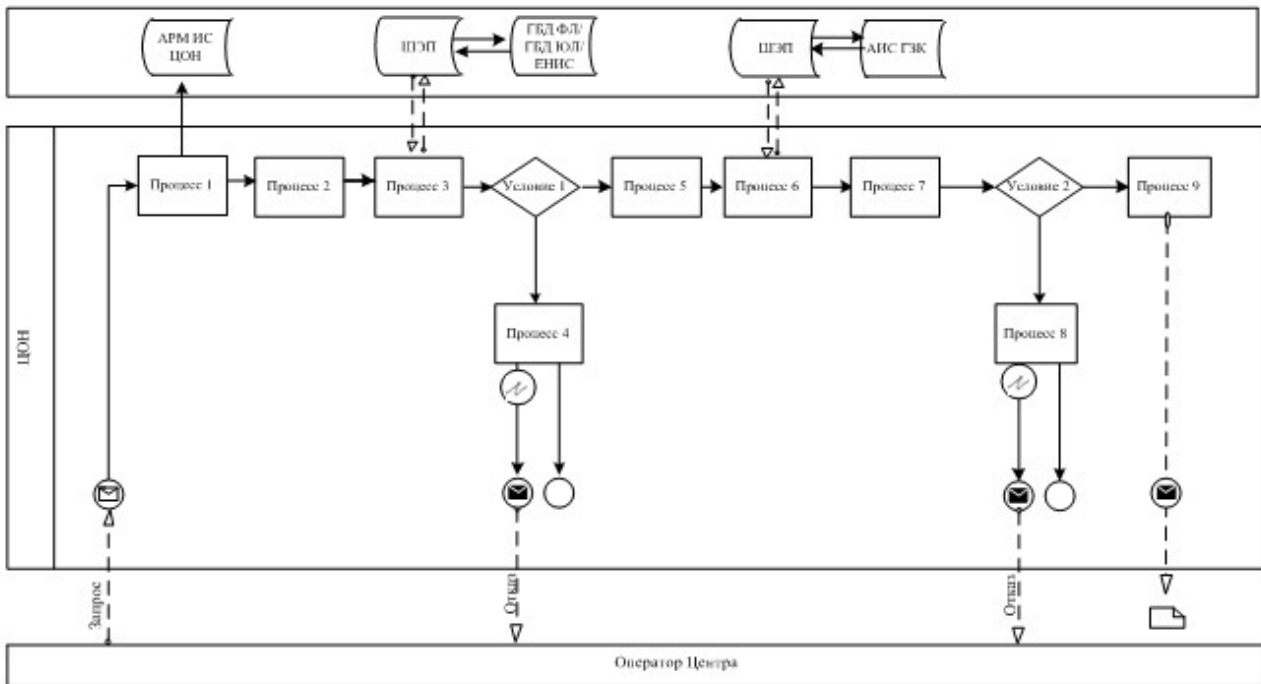 АРМ ИС
ЦОН
ШЭП
ГБД ФЛ/
ГБД ЮЛ/
ЕНИС
ШЭП
АИС ГЗК
Процесс 1
Процесс 2
Процесс 3
Условие 1
Процесс 5
Процесс 6
Процесс 7
Условие 2
Процесс 9
ЦОН
Процесс 4
Процесс 8
Запрос
Отказ
Отказ
Оператор Центра